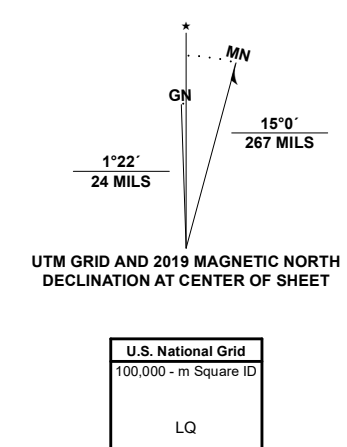 ★
MN
GN
15°0´
267 MILS
1°22´
24 MILS
UTM GRID AND 2019 MAGNETIC NORTH
DECLINATION AT CENTER OF SHEET
U.S. National Grid
100,000 - m Square ID
LQ